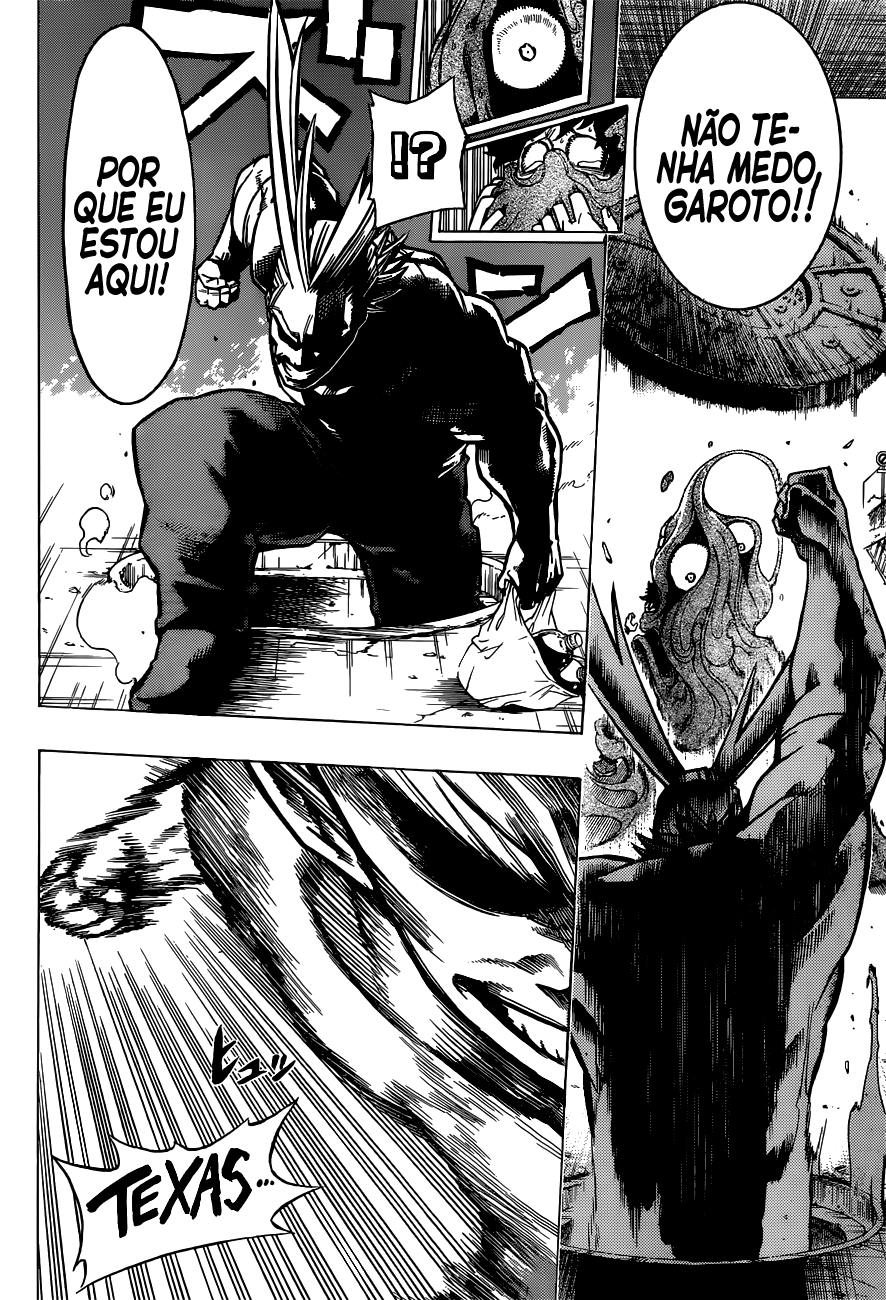 NÃO TE-
NHA MEDO,
GAROTO!!
!?
POR
QUE EU
ESTOU
AQUI!
ヒュッ
TEXAS...